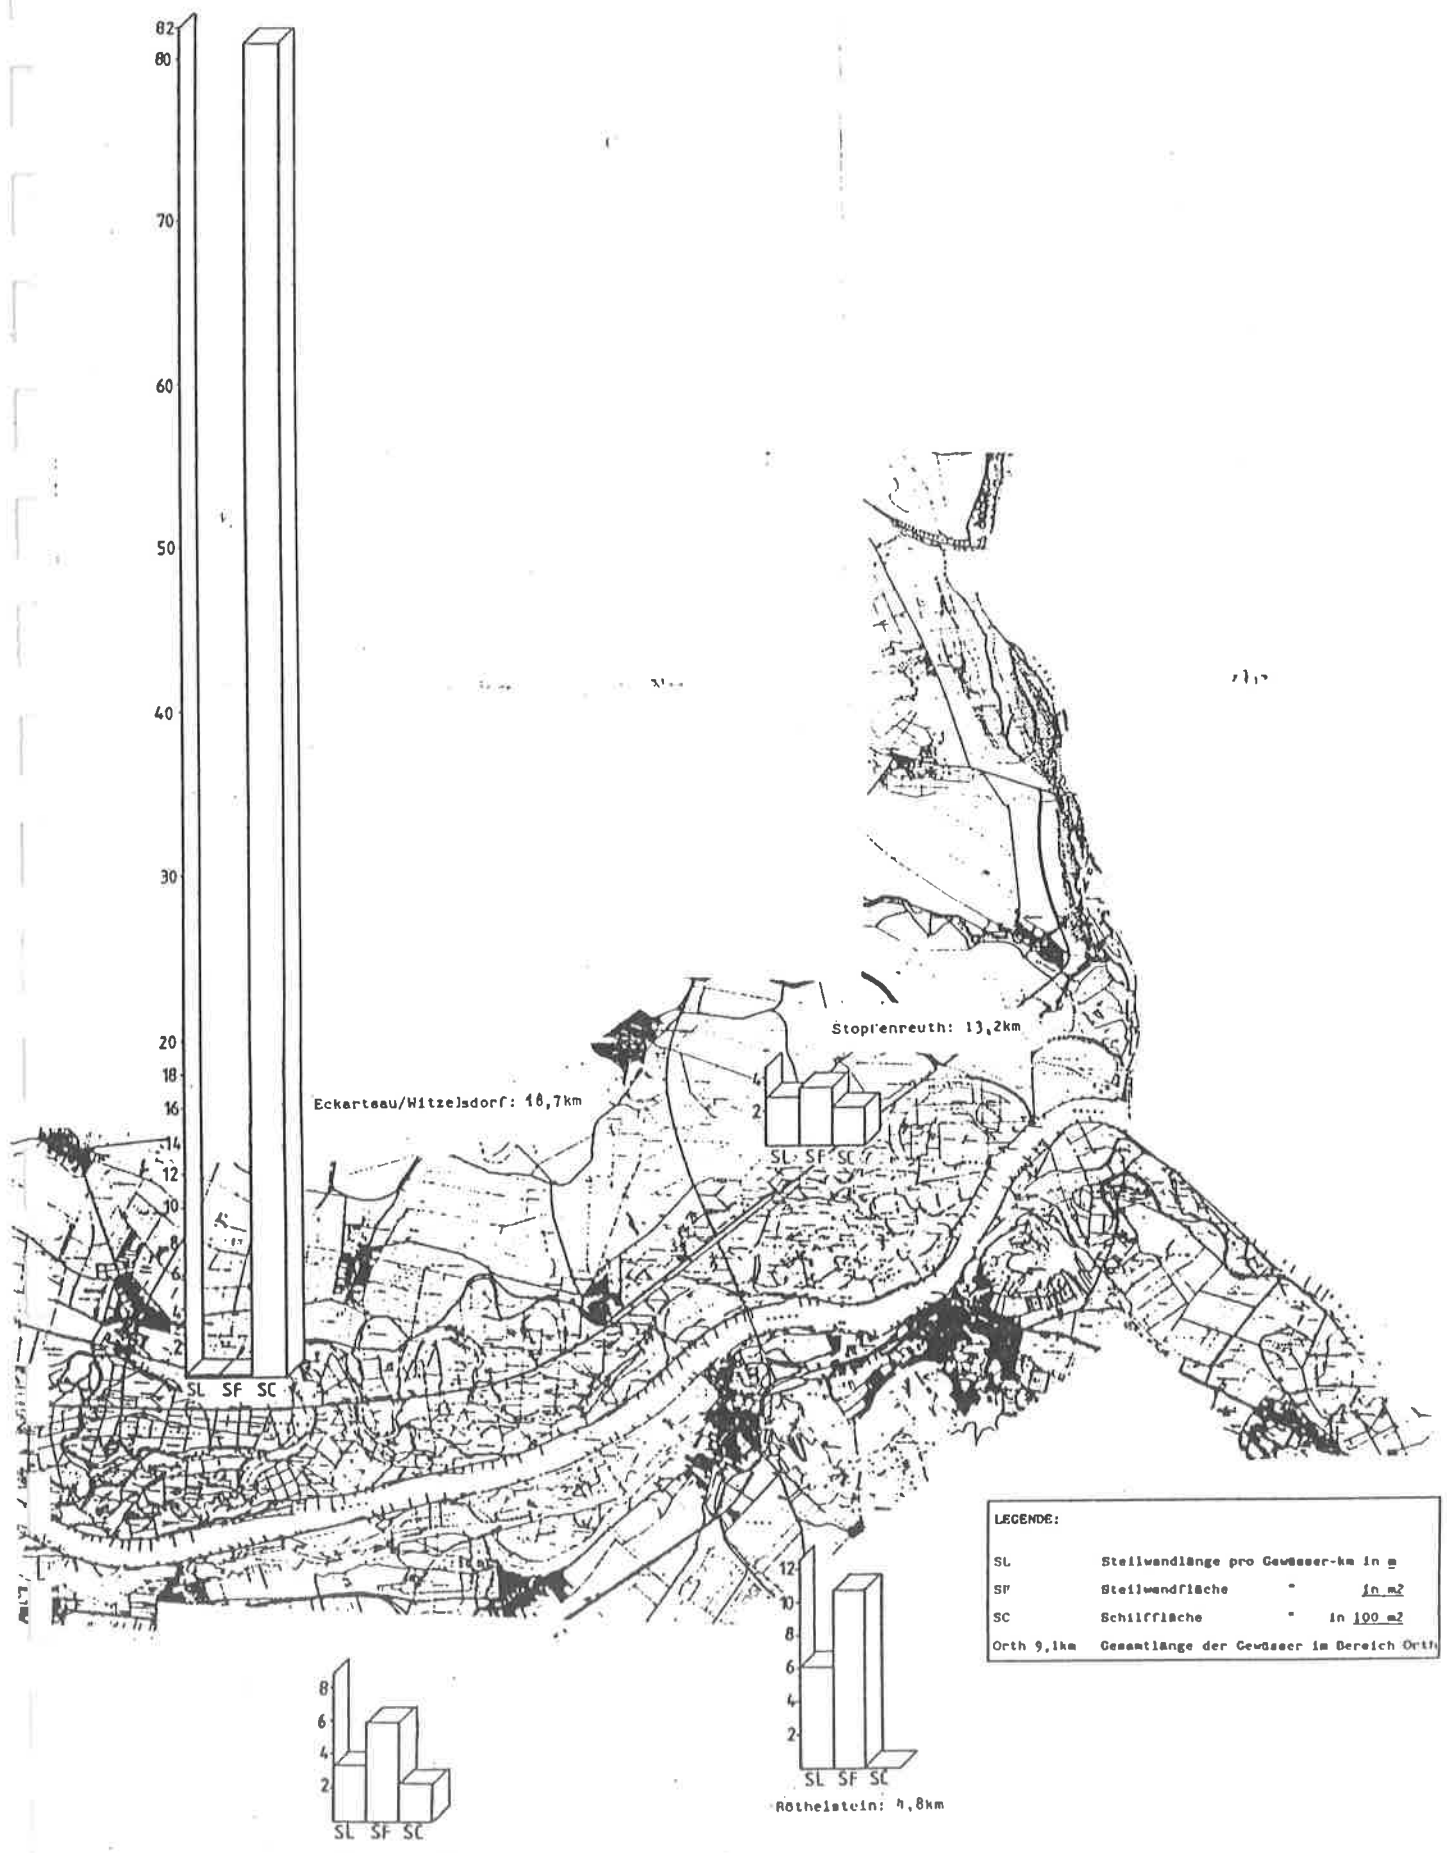 82
80
70
60
50
40
30
20
18
16
14
12
10
8
6
4
2
SL SF SC
Eckartsau/Witzelsdorf: 18,7km
Stopfenreuth: 13,2km
4
2
SL SF SC
LEGENDE:
SL Steilwandlänge pro Gewässer-km in m
SF Steilwandfläche " in m2
SC Schilffläche " in 100 m2
Orth 9,1km Gesamtlänge der Gewässer im Bereich Orth
12
10
8
6
4
2
SL SF SC
Röthelstein: 4,8km
8
6
4
2
SL SF SC